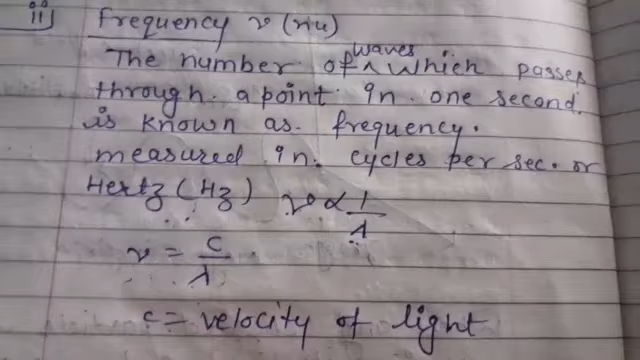 ii) Frequency ν (niu)
The number of ^waves which passes
through a point in one second
is known as frequency.
measured in cycles per sec. or
Hertz (Hz) ν ∝ 1/λ
ν = c/λ
c = velocity of light